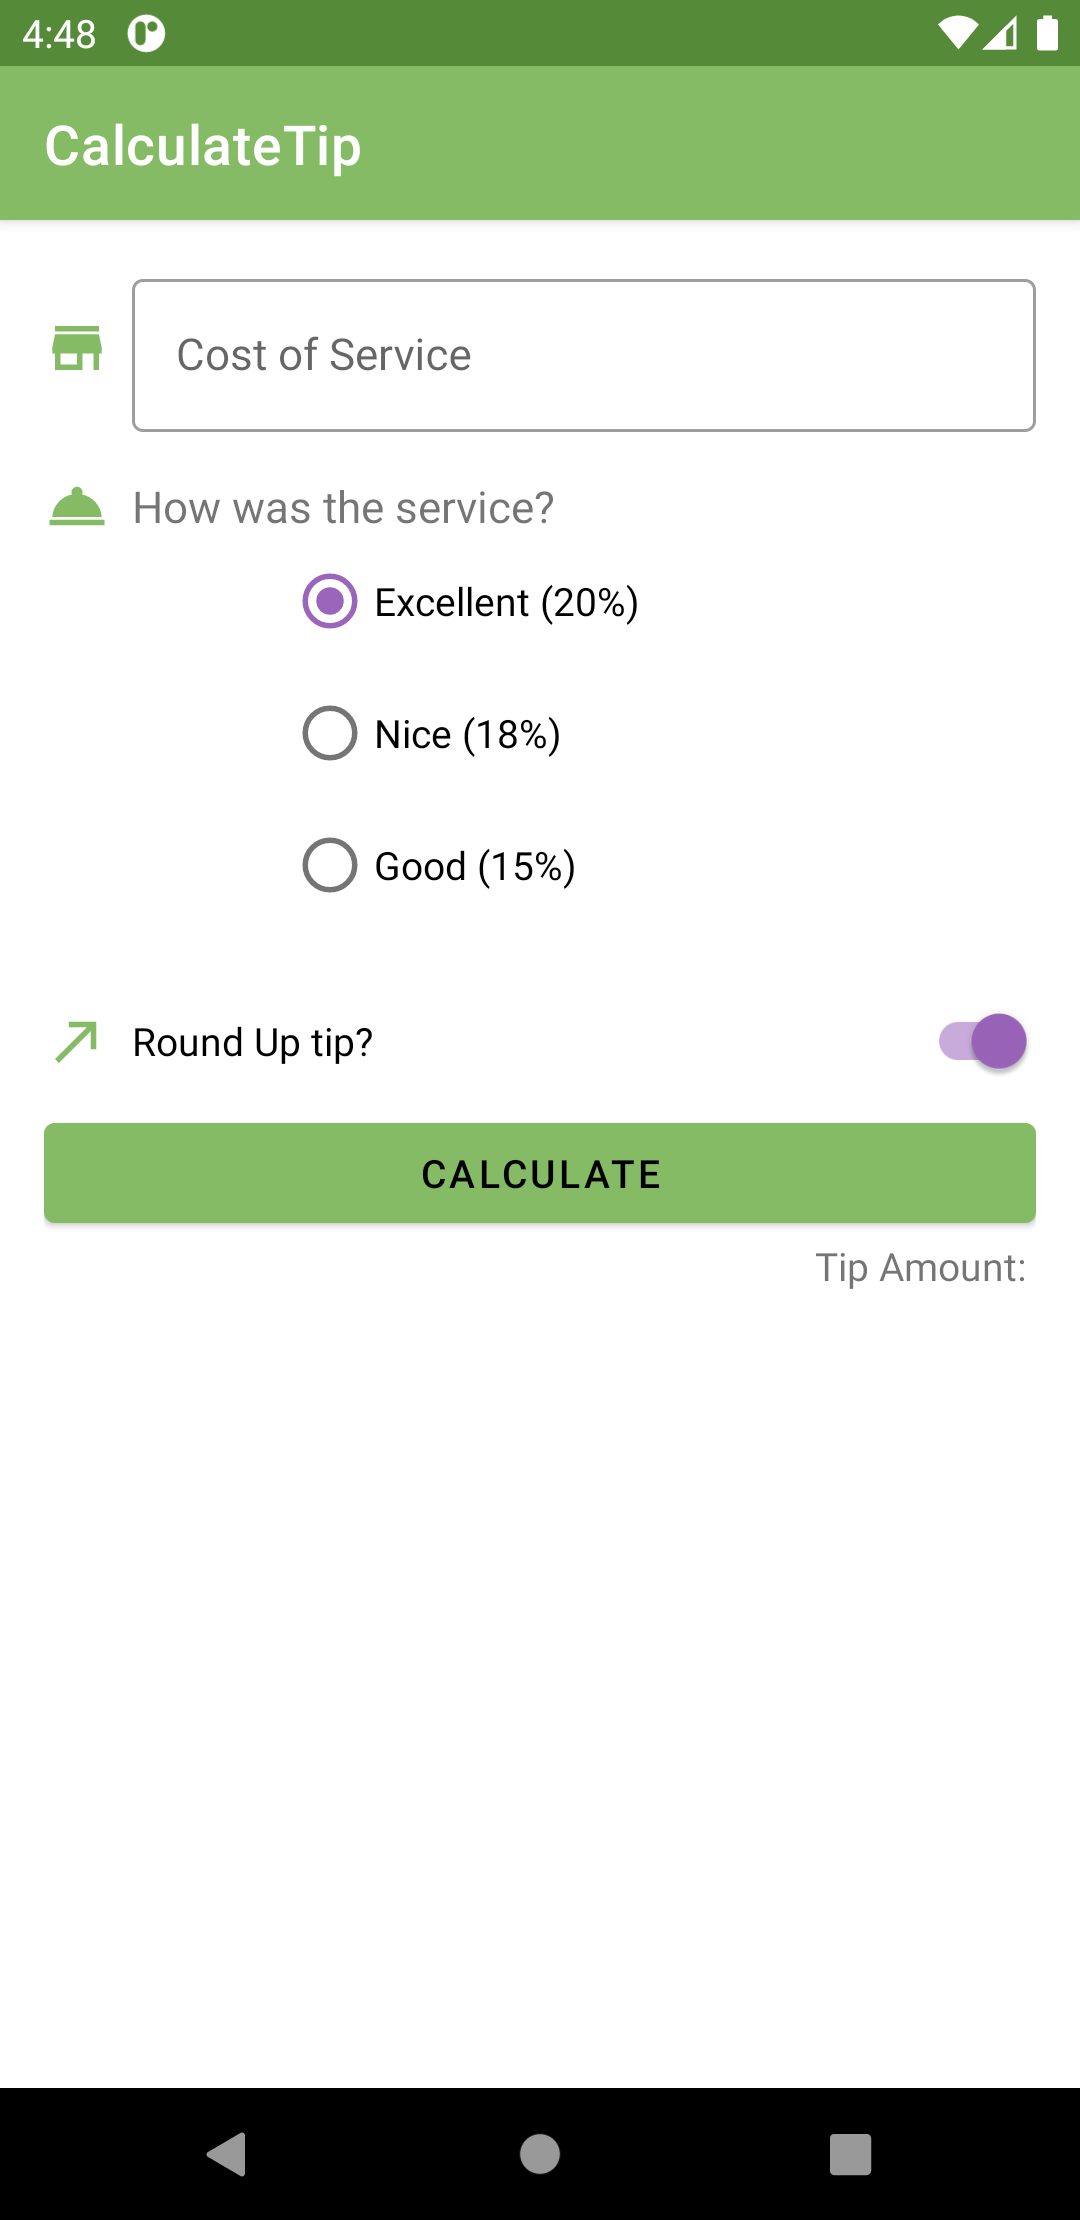 4:48
CalculateTip
Cost of Service
How was the service?
Excellent (20%)
Nice (18%)
Good (15%)
Round Up tip?
CALCULATE
Tip Amount: